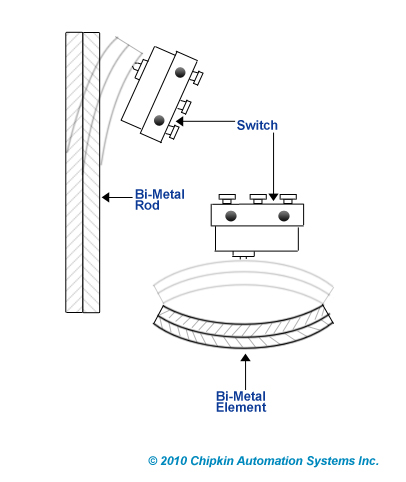 Switch
Bi-Metal
Rod
Bi-Metal
Element
© 2010 Chipkin Automation Systems Inc.